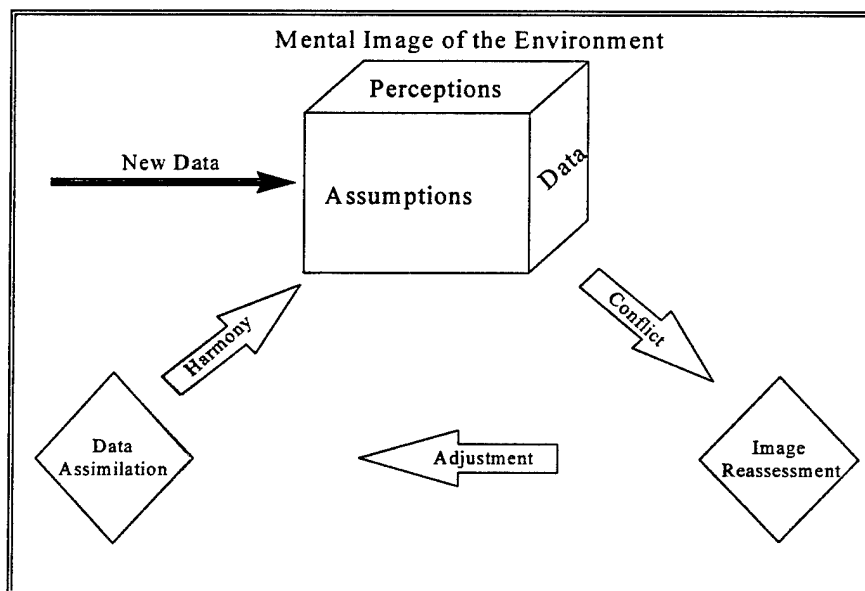 Mental Image of the Environment
Perceptions
New Data
Assumptions
Data
Harmony
Conflict
Data
Assimilation
Adjustment
Image
Reassessment